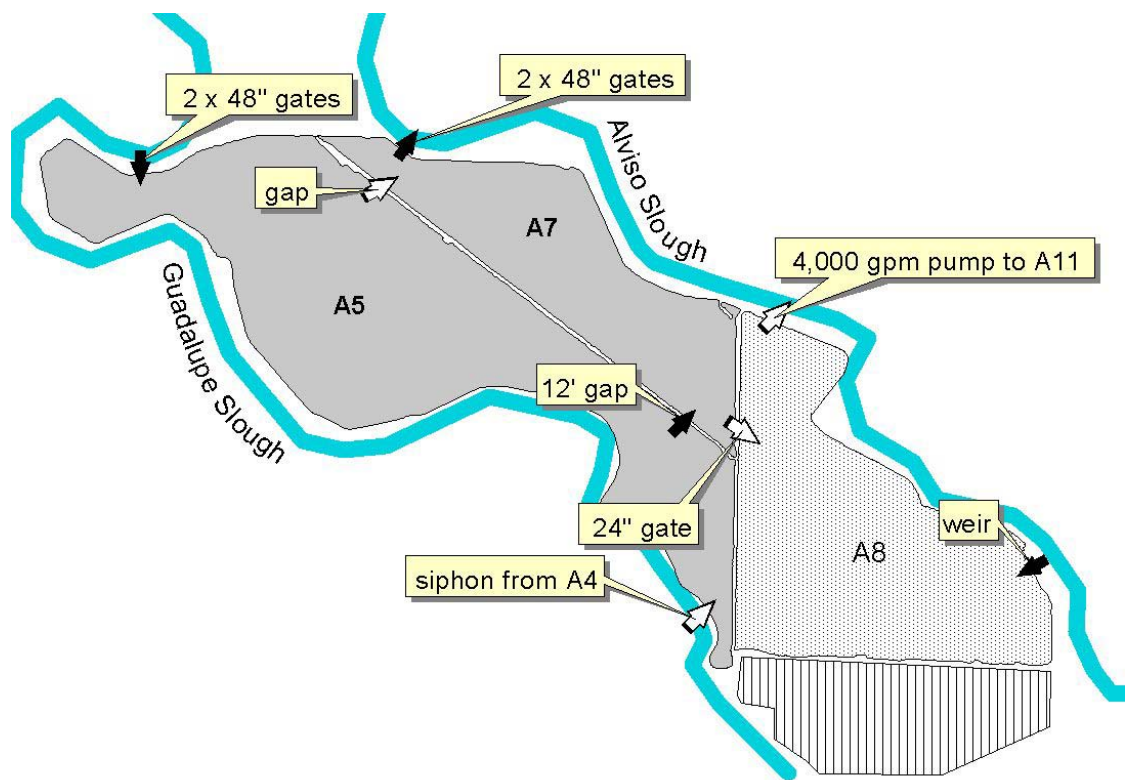 2 x 48" gates
2 x 48" gates
gap
Alviso Slough
A7
4,000 gpm pump to A11
Guadalupe Slough
A5
12' gap
24" gate
weir
A8
siphon from A4